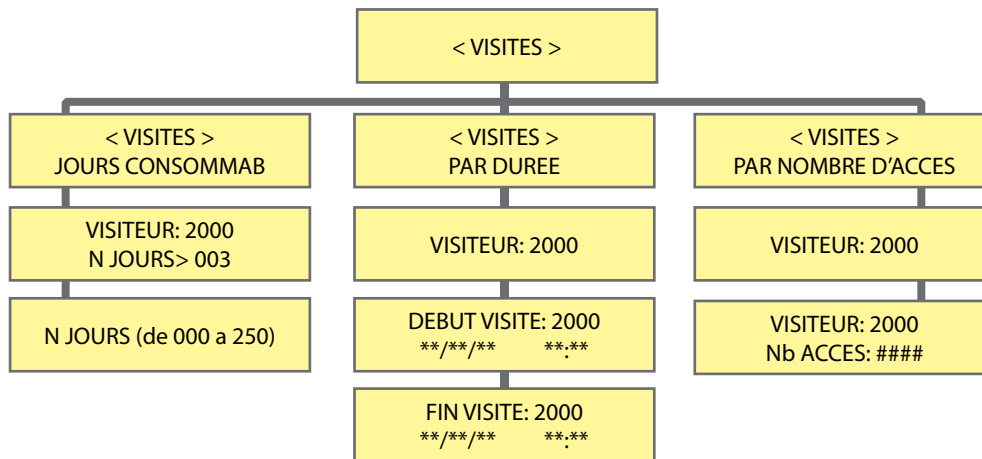 < VISITES >
< VISITES >
JOURS CONSOMMAB
VISITEUR: 2000
N JOURS> 003
N JOURS (de 000 a 250)
< VISITES >
PAR DUREE
VISITEUR: 2000
DEBUT VISITE: 2000
**/**/** **:**
FIN VISITE: 2000
**/**/** **:**
< VISITES >
PAR NOMBRE D’ACCES
VISITEUR: 2000
VISITEUR: 2000
Nb ACCES: ####